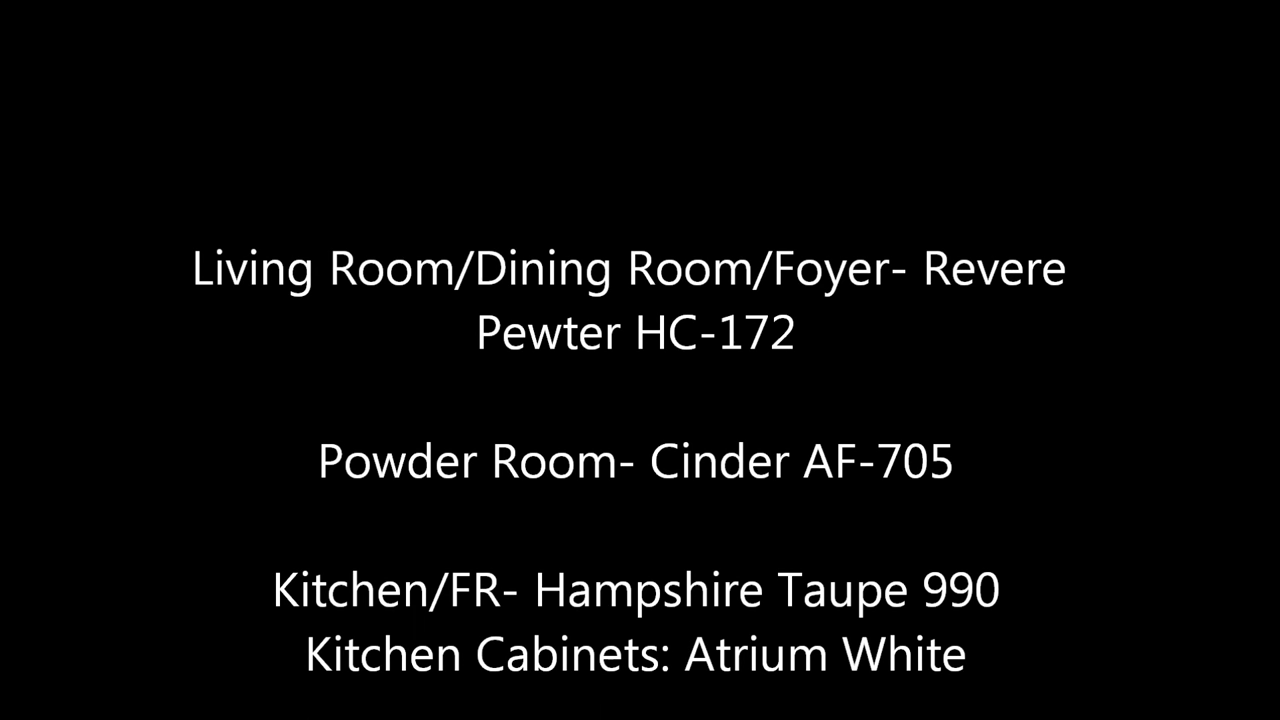 Living Room/Dining Room/Foyer- Revere
Pewter HC-172
Powder Room- Cinder AF-705
Kitchen/FR- Hampshire Taupe 990
Kitchen Cabinets: Atrium White